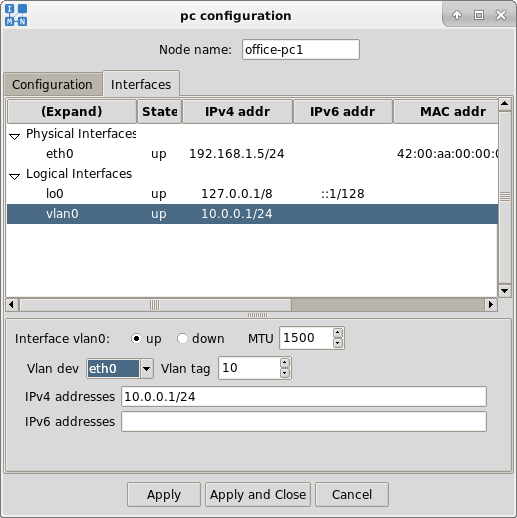 IMN
pc configuration
Node name: office-pc1
Configuration Interfaces
(Expand) State IPv4 addr IPv6 addr MAC addr
Physical Interfaces
eth0 up 192.168.1.5/24 42:00:aa:00:00:0
Logical Interfaces
lo0 up 127.0.0.1/8 ::1/128
vlan0 up 10.0.0.1/24
Interface vlan0: up down MTU 1500
Vlan dev eth0 Vlan tag 10
IPv4 addresses 10.0.0.1/24
IPv6 addresses
Apply Apply and Close Cancel